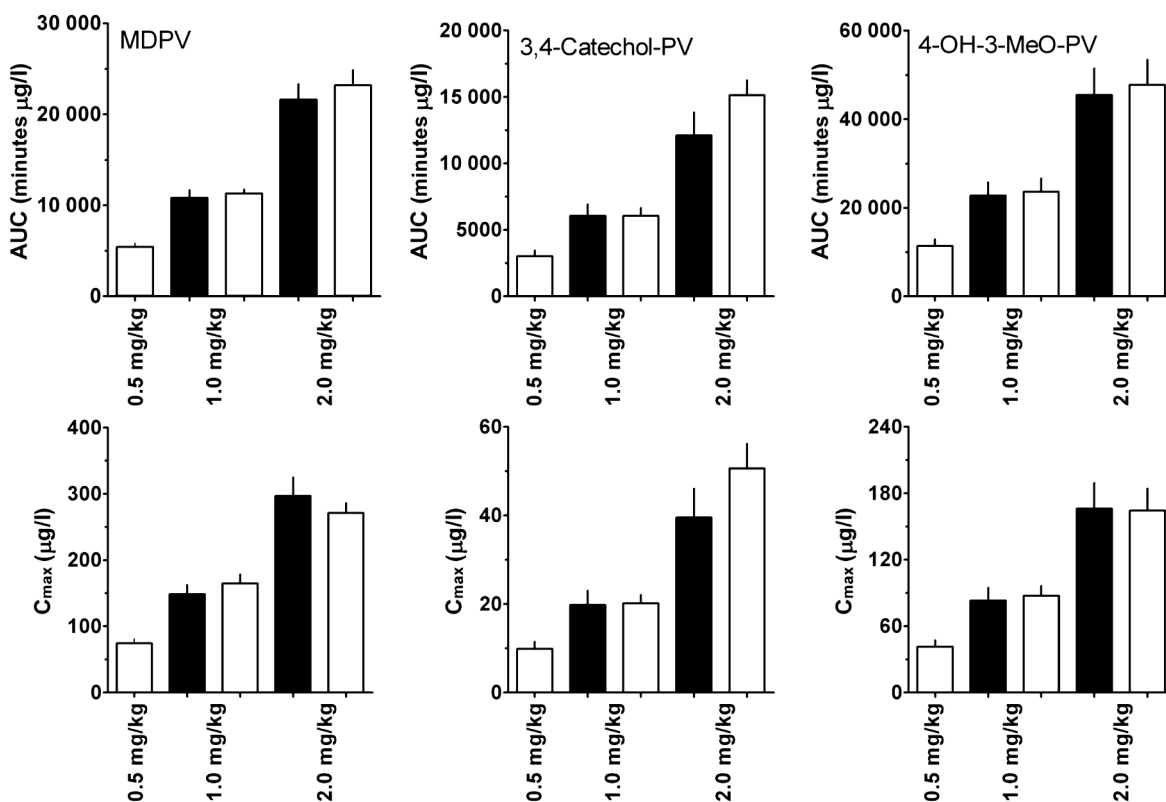 MDPV
AUC (minutes μg/l)
30 000
20 000
10 000
0
0.5 mg/kg
1.0 mg/kg
2.0 mg/kg
3,4-Catechol-PV
AUC (minutes μg/l)
20 000
15 000
10 000
5000
0
0.5 mg/kg
1.0 mg/kg
2.0 mg/kg
4-OH-3-MeO-PV
AUC (minutes μg/l)
60 000
40 000
20 000
0
0.5 mg/kg
1.0 mg/kg
2.0 mg/kg
Cmax (μg/l)
400
300
200
100
0
0.5 mg/kg
1.0 mg/kg
2.0 mg/kg
Cmax (μg/l)
60
40
20
0
0.5 mg/kg
1.0 mg/kg
2.0 mg/kg
Cmax (μg/l)
240
180
120
60
0
0.5 mg/kg
1.0 mg/kg
2.0 mg/kg